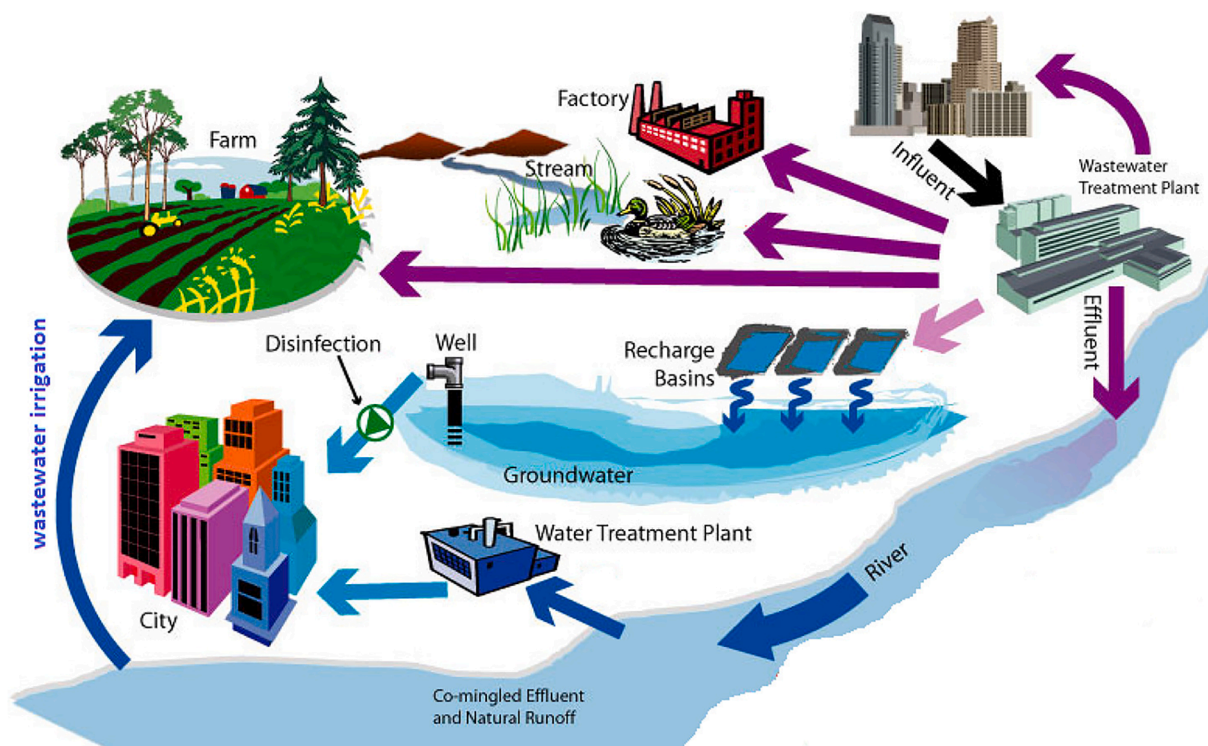 Factory
Farm
Influent
Wastewater
Treatment Plant
Stream
Effluent
wastewater irrigation
Disinfection
Well
Recharge
Basins
Groundwater
Water Treatment Plant
River
City
Co-mingled Effluent
and Natural Runoff